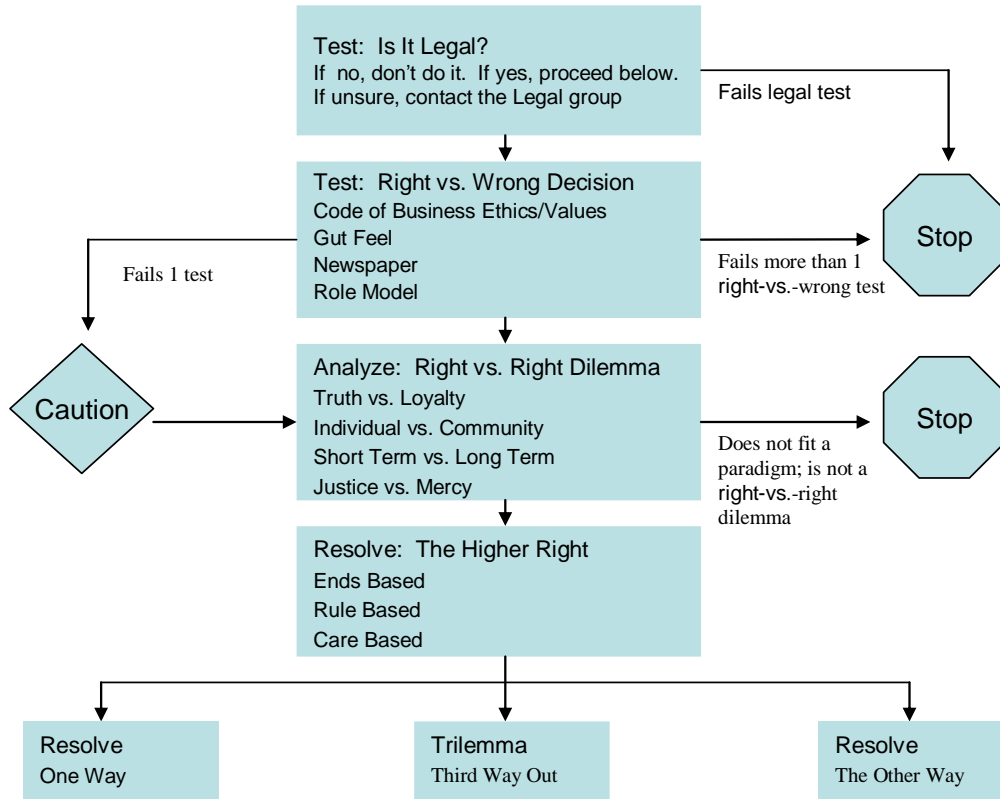 Test: Is It Legal?
If no, don't do it. If yes, proceed below.
If unsure, contact the Legal group
Fails legal test
Test: Right vs. Wrong Decision
Code of Business Ethics/Values
Gut Feel
Newspaper
Role Model
Stop
Fails 1 test
Fails more than 1
right-vs.-wrong test
Caution
Analyze: Right vs. Right Dilemma
Truth vs. Loyalty
Individual vs. Community
Short Term vs. Long Term
Justice vs. Mercy
Stop
Does not fit a
paradigm; is not a
right-vs.-right
dilemma
Resolve: The Higher Right
Ends Based
Rule Based
Care Based
Resolve
One Way
Trilemma
Third Way Out
Resolve
The Other Way